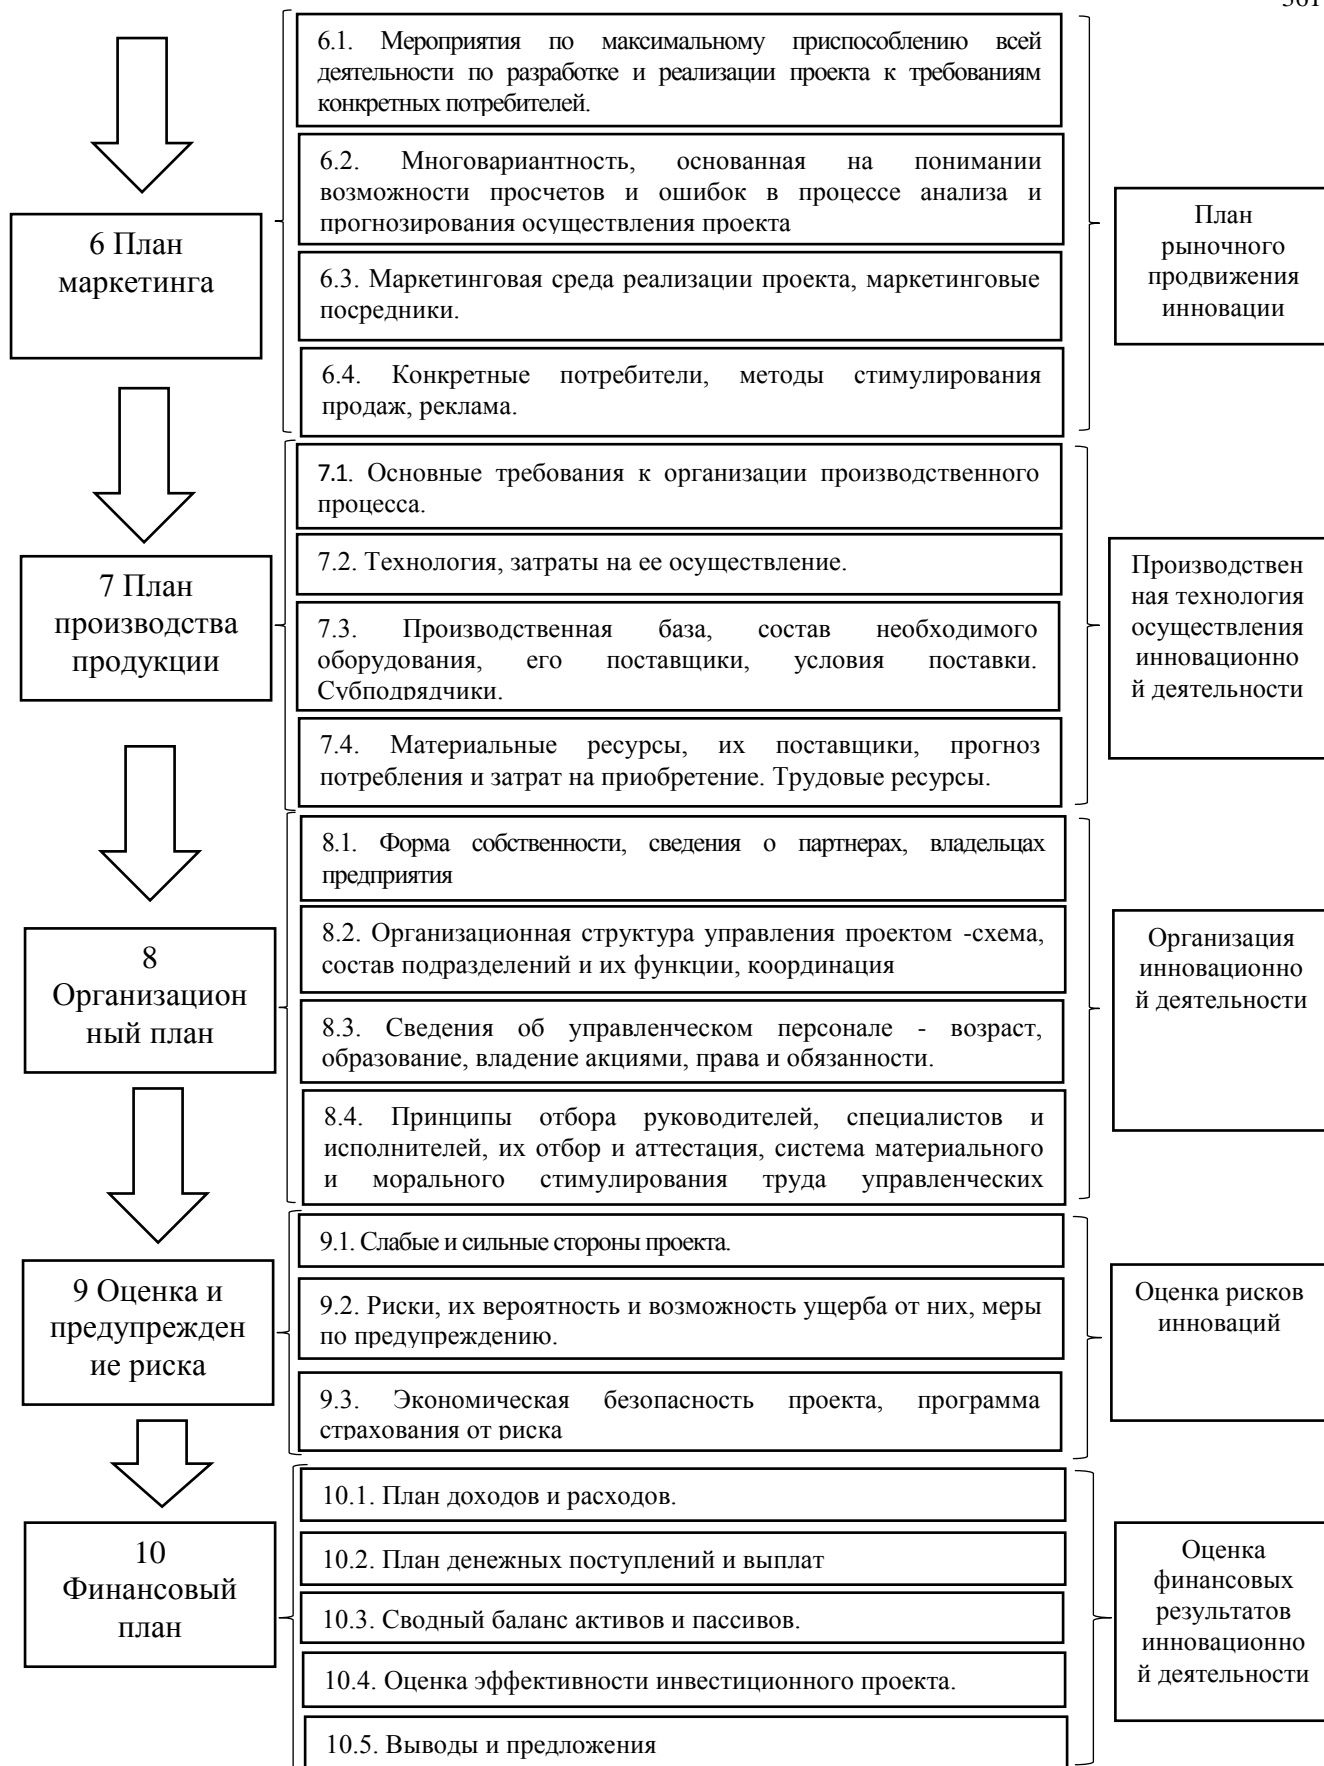 361
6.1. Мероприятия по максимальному приспособлению всей
деятельности по разработке и реализации проекта к требованиям
конкретных потребителей.
6.2. Многовариантность, основанная на понимании
возможности просчетов и ошибок в процессе анализа и
прогнозирования осуществления проекта
6 План
маркетинга
План
рыночного
продвижения
инновации
6.3. Маркетинговая среда реализации проекта, маркетинговые
посредники.
6.4. Конкретные потребители, методы стимулирования
продаж, реклама.
7.1. Основные требования к организации производственного
процесса.
7.2. Технология, затраты на ее осуществление.
7 План
производства
продукции
Производствен
ная технология
осуществления
инновационно
й деятельности
7.3. Производственная база, состав необходимого
оборудования, его поставщики, условия поставки.
Субподрядчики.
7.4. Материальные ресурсы, их поставщики, прогноз
потребления и затрат на приобретение. Трудовые ресурсы.
8.1. Форма собственности, сведения о партнерах, владельцах
предприятия
8.2. Организационная структура управления проектом -схема,
состав подразделений и их функции, координация
8
Организацион
ный план
Организация
инновационно
й деятельности
8.3. Сведения об управленческом персонале - возраст,
образование, владение акциями, права и обязанности.
8.4. Принципы отбора руководителей, специалистов и
исполнителей, их отбор и аттестация, система материального
и морального стимулирования труда управленческих
9.1. Слабые и сильные стороны проекта.
9 Оценка и
предупрежден
ие риска
9.2. Риски, их вероятность и возможность ущерба от них, меры
по предупреждению.
Оценка рисков
инноваций
9.3. Экономическая безопасность проекта, программа
страхования от риска
10.1. План доходов и расходов.
10.2. План денежных поступлений и выплат
10
Финансовый
план
10.3. Сводный баланс активов и пассивов.
Оценка
финансовых
результатов
инновационно
й деятельности
10.4. Оценка эффективности инвестиционного проекта.
10.5. Выводы и предложения